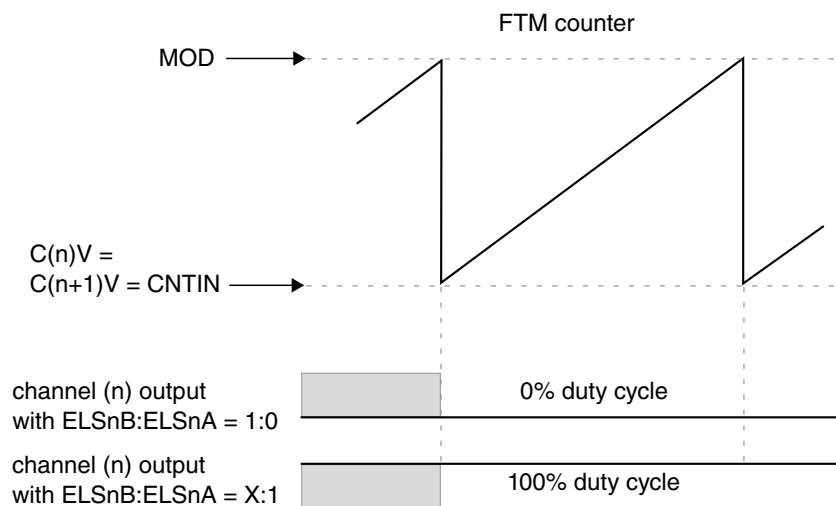 FTM counter
MOD
C(n)V =
C(n+1)V = CNTIN
channel (n) output
with ELSnB:ELSnA = 1:0
0% duty cycle
channel (n) output
with ELSnB:ELSnA = X:1
100% duty cycle